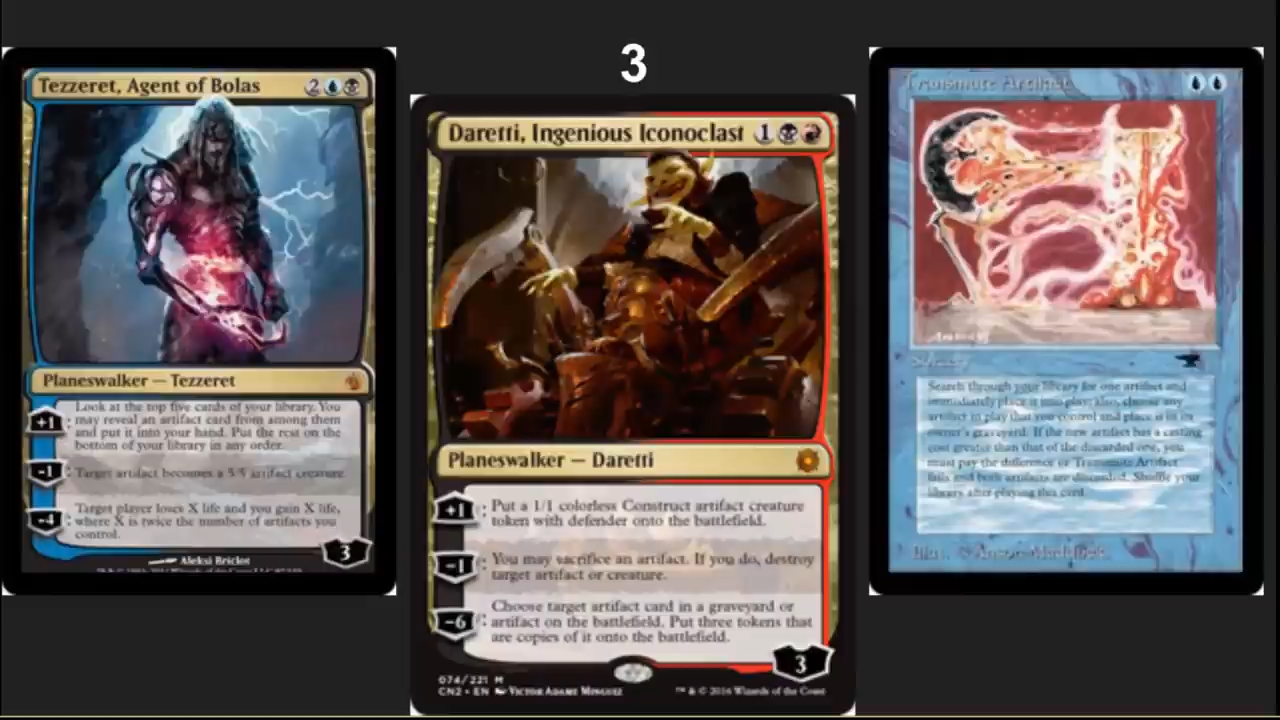 3
Tezzeret, Agent of Bolas 2
Planeswalker — Tezzeret
+1: Look at the top five cards of your library. You
may reveal an artifact card from among them
and put it into your hand. Put the rest on the
bottom of your library in any order.
-1: Target artifact becomes a 5/5 artifact creature.
-4: Target player loses X life and you gain X life,
where X is twice the number of artifacts you
control.
3
Aleksi Briclot
Daretti, Ingenious Iconoclast 1
Planeswalker — Daretti
+1: Put a 1/1 colorless Construct artifact creature
token with defender onto the battlefield.
-1: You may sacrifice an artifact. If you do, destroy
target artifact or creature.
-6: Choose target artifact card in a graveyard or
artifact on the battlefield. Put three tokens that
are copies of it onto the battlefield.
3
074/221 M
CN2 • EN Victor Adame Minguez
™ & © 2016 Wizards of the Coast
Transmute Artifact
Sorcery
Search through your library for one artifact and
immediately place it into play; also, choose any
artifact in play that you control and place it in its
owner's graveyard. If the new artifact has a casting
cost greater than that of the discarded one, you
must pay the difference or Transmute Artifact
fails and both artifacts are discarded. Shuffle your
library after playing this card.
Illus. © Anson Maddocks